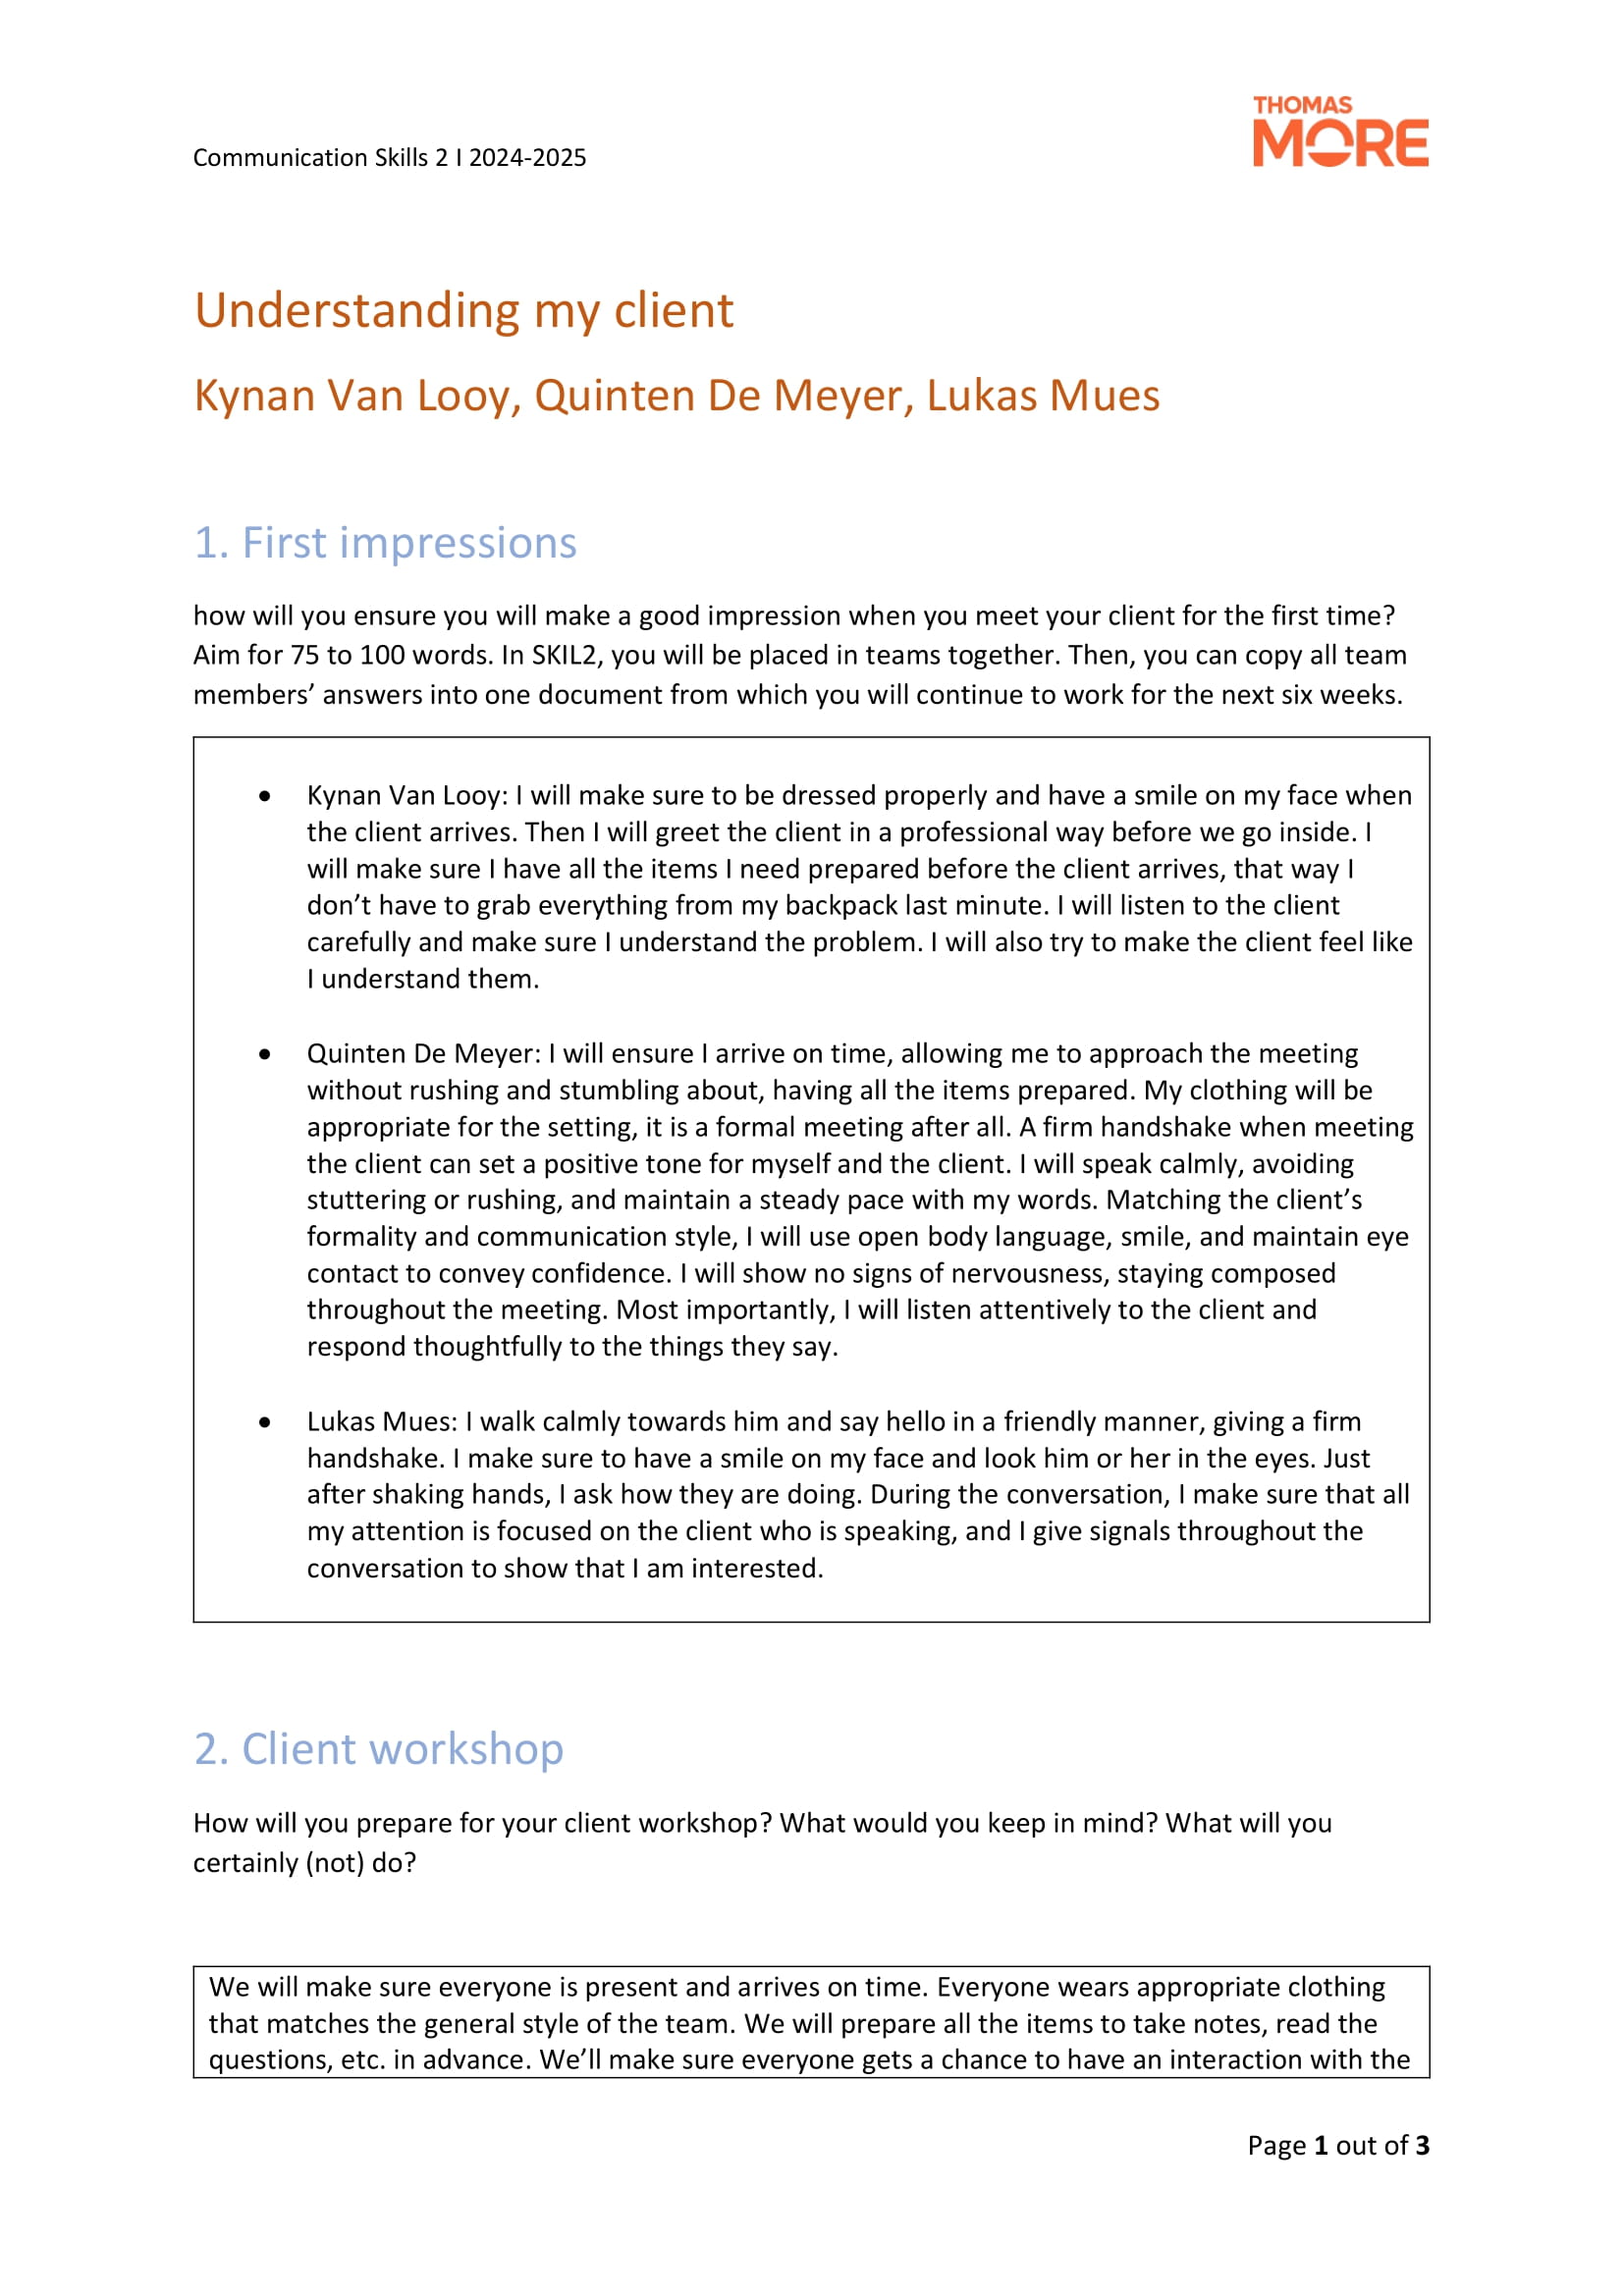 THOMAS
MORE
Communication Skills 2 I 2024-2025
Understanding my client
Kynan Van Looy, Quinten De Meyer, Lukas Mues
1. First impressions
how will you ensure you will make a good impression when you meet your client for the first time?
Aim for 75 to 100 words. In SKIL2, you will be placed in teams together. Then, you can copy all team
members’ answers into one document from which you will continue to work for the next six weeks.
• Kynan Van Looy: I will make sure to be dressed properly and have a smile on my face when
the client arrives. Then I will greet the client in a professional way before we go inside. I
will make sure I have all the items I need prepared before the client arrives, that way I
don’t have to grab everything from my backpack last minute. I will listen to the client
carefully and make sure I understand the problem. I will also try to make the client feel like
I understand them.
• Quinten De Meyer: I will ensure I arrive on time, allowing me to approach the meeting
without rushing and stumbling about, having all the items prepared. My clothing will be
appropriate for the setting, it is a formal meeting after all. A firm handshake when meeting
the client can set a positive tone for myself and the client. I will speak calmly, avoiding
stuttering or rushing, and maintain a steady pace with my words. Matching the client’s
formality and communication style, I will use open body language, smile, and maintain eye
contact to convey confidence. I will show no signs of nervousness, staying composed
throughout the meeting. Most importantly, I will listen attentively to the client and
respond thoughtfully to the things they say.
• Lukas Mues: I walk calmly towards him and say hello in a friendly manner, giving a firm
handshake. I make sure to have a smile on my face and look him or her in the eyes. Just
after shaking hands, I ask how they are doing. During the conversation, I make sure that all
my attention is focused on the client who is speaking, and I give signals throughout the
conversation to show that I am interested.
2. Client workshop
How will you prepare for your client workshop? What would you keep in mind? What will you
certainly (not) do?
We will make sure everyone is present and arrives on time. Everyone wears appropriate clothing
that matches the general style of the team. We will prepare all the items to take notes, read the
questions, etc. in advance. We’ll make sure everyone gets a chance to have an interaction with the
Page 1 out of 3